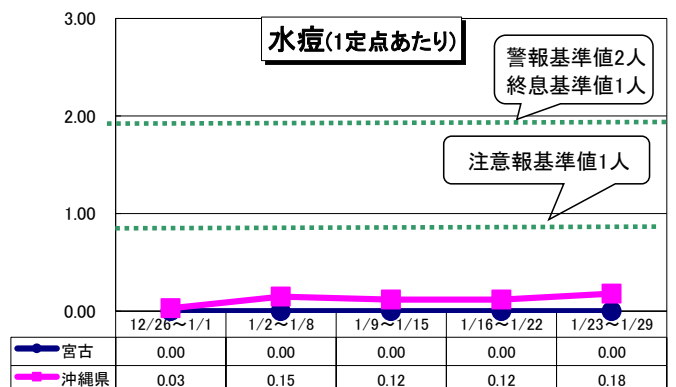 水痘(1定点あたり)
警報基準値2人
終息基準値1人
注意報基準値1人
3.00
2.00
1.00
0.00
12/26～1/1 1/2～1/8 1/9～1/15 1/16～1/22 1/23～1/29
宮古 0.00 0.00 0.00 0.00 0.00
沖縄県 0.03 0.15 0.12 0.12 0.18